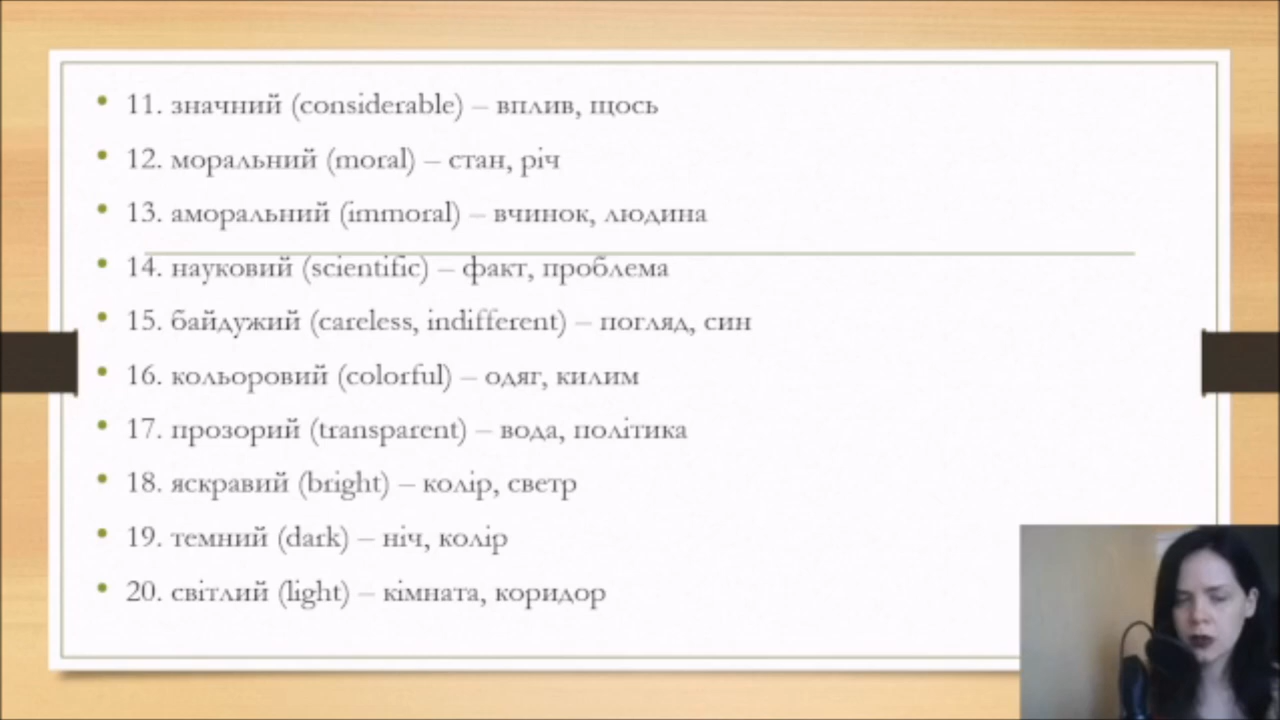 • 11. значний (considerable) – вплив, щось
• 12. моральний (moral) – стан, річ
• 13. аморальний (immoral) – вчинок, людина
• 14. науковий (scientific) – факт, проблема
• 15. байдужий (careless, indifferent) – погляд, син
• 16. кольоровий (colorful) – одяг, килим
• 17. прозорий (transparent) – вода, політика
• 18. яскравий (bright) – колір, светр
• 19. темний (dark) – ніч, колір
• 20. світлий (light) – кімната, коридор